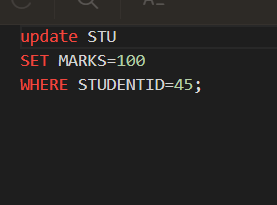 update STU
SET MARKS=100
WHERE STUDENTID=45;